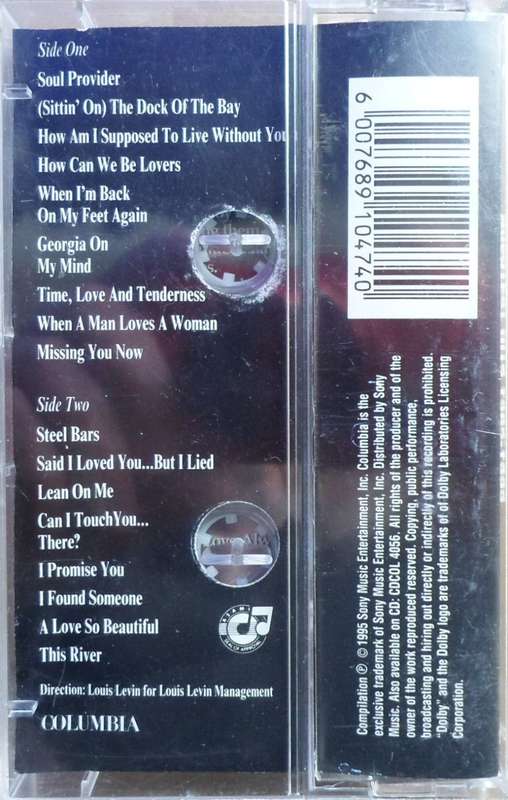 Side One
Soul Provider
(Sittin' On) The Dock Of The Bay
How Am I Supposed To Live Without You
How Can We Be Lovers
When I'm Back
On My Feet Again
Georgia On
My Mind
Time, Love And Tenderness
When A Man Loves A Woman
Missing You Now
Side Two
Steel Bars
Said I Loved You...But I Lied
Lean On Me
Can I TouchYou...
There?
I Promise You
I Found Someone
A Love So Beautiful
This River
Direction: Louis Levin for Louis Levin Management
COLUMBIA
6 007689 104740
Compilation ℗ © 1995 Sony Music Entertainment, Inc. Columbia is the
exclusive trademark of Sony Music Entertainment, Inc. Distributed by Sony
Music. Also available on CD: CDCOL 4056. All rights of the producer and of the
owner of the work reproduced reserved. Copying, public performance,
broadcasting and hiring out directly or indirectly of this recording is prohibited.
"Dolby" and the Dolby logo are trademarks of of Dolby Laboratories Licensing
Corporation.